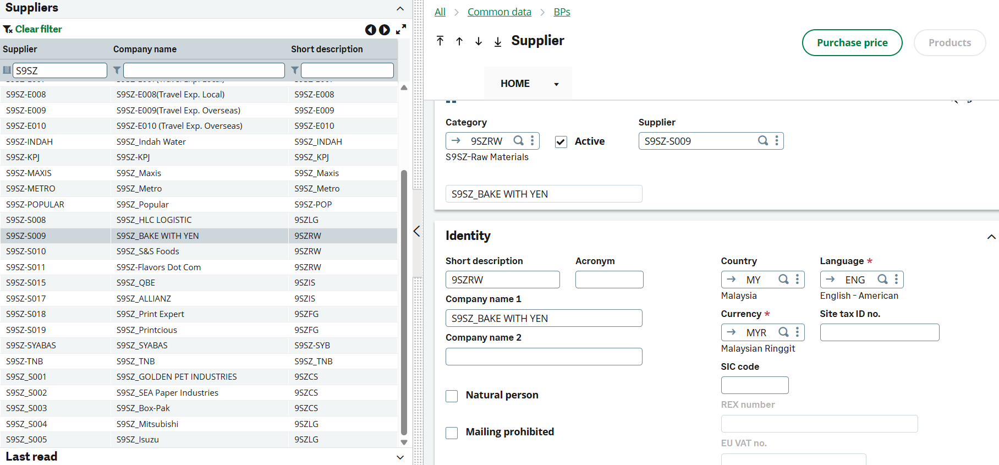 Suppliers
Clear filter
Supplier Company name Short description
S9SZ
S9SZ-E008 S9SZ-E008(Travel Exp. Local) S9SZ-E008
S9SZ-E009 S9SZ-E009(Travel Exp. Overseas) S9SZ-E009
S9SZ-E010 S9SZ-E010 (Travel Exp. Overseas) S9SZ-E010
S9SZ-INDAH S9SZ_Indah Water S9SZ_INDAH
S9SZ-KPJ S9SZ-KPJ S9SZ_KPJ
S9SZ-MAXIS S9SZ_Maxis S9SZ_Maxis
S9SZ-METRO S9SZ_Metro S9SZ_Metro
S9SZ-POPULAR S9SZ_Popular S9SZ-POP
S9SZ-S008 S9SZ_HLC LOGISTIC 9SZLG
S9SZ-S009 S9SZ_BAKE WITH YEN 9SZRW
S9SZ-S010 S9SZ_S&S Foods 9SZRW
S9SZ-S011 S9SZ-Flavors Dot Com 9SZRW
S9SZ-S015 S9SZ_QBE 9SZIS
S9SZ-S017 S9SZ_ALLIANZ 9SZIS
S9SZ-S018 S9SZ_Print Expert 9SZFG
S9SZ-S019 S9SZ_Printcious 9SZFG
S9SZ-SYABAS S9SZ_SYABAS S9SZ-SYB
S9SZ-TNB S9SZ_TNB S9SZ_TNB
S9SZ_S001 S9SZ_GOLDEN PET INDUSTRIES 9SZCS
S9SZ_S002 S9SZ_SEA Paper Industries 9SZCS
S9SZ_S003 S9SZ_Box-Pak 9SZCS
S9SZ_S004 S9SZ_Mitsubishi 9SZLG
S9SZ_S005 S9SZ_Isuzu 9SZLG
Last read
All > Common data > BPs
Supplier
Purchase price Products
HOME
Category Supplier
9SZRW Active S9SZ-S009
S9SZ-Raw Materials
S9SZ_BAKE WITH YEN
Identity
Short description Acronym Country Language *
9SZRW MY ENG
Malaysia English - American
Company name 1
Currency * Site tax ID no.
S9SZ_BAKE WITH YEN
MYR
Company name 2
Malaysian Ringgit
SIC code
Natural person
REX number
Mailing prohibited
EU VAT no.